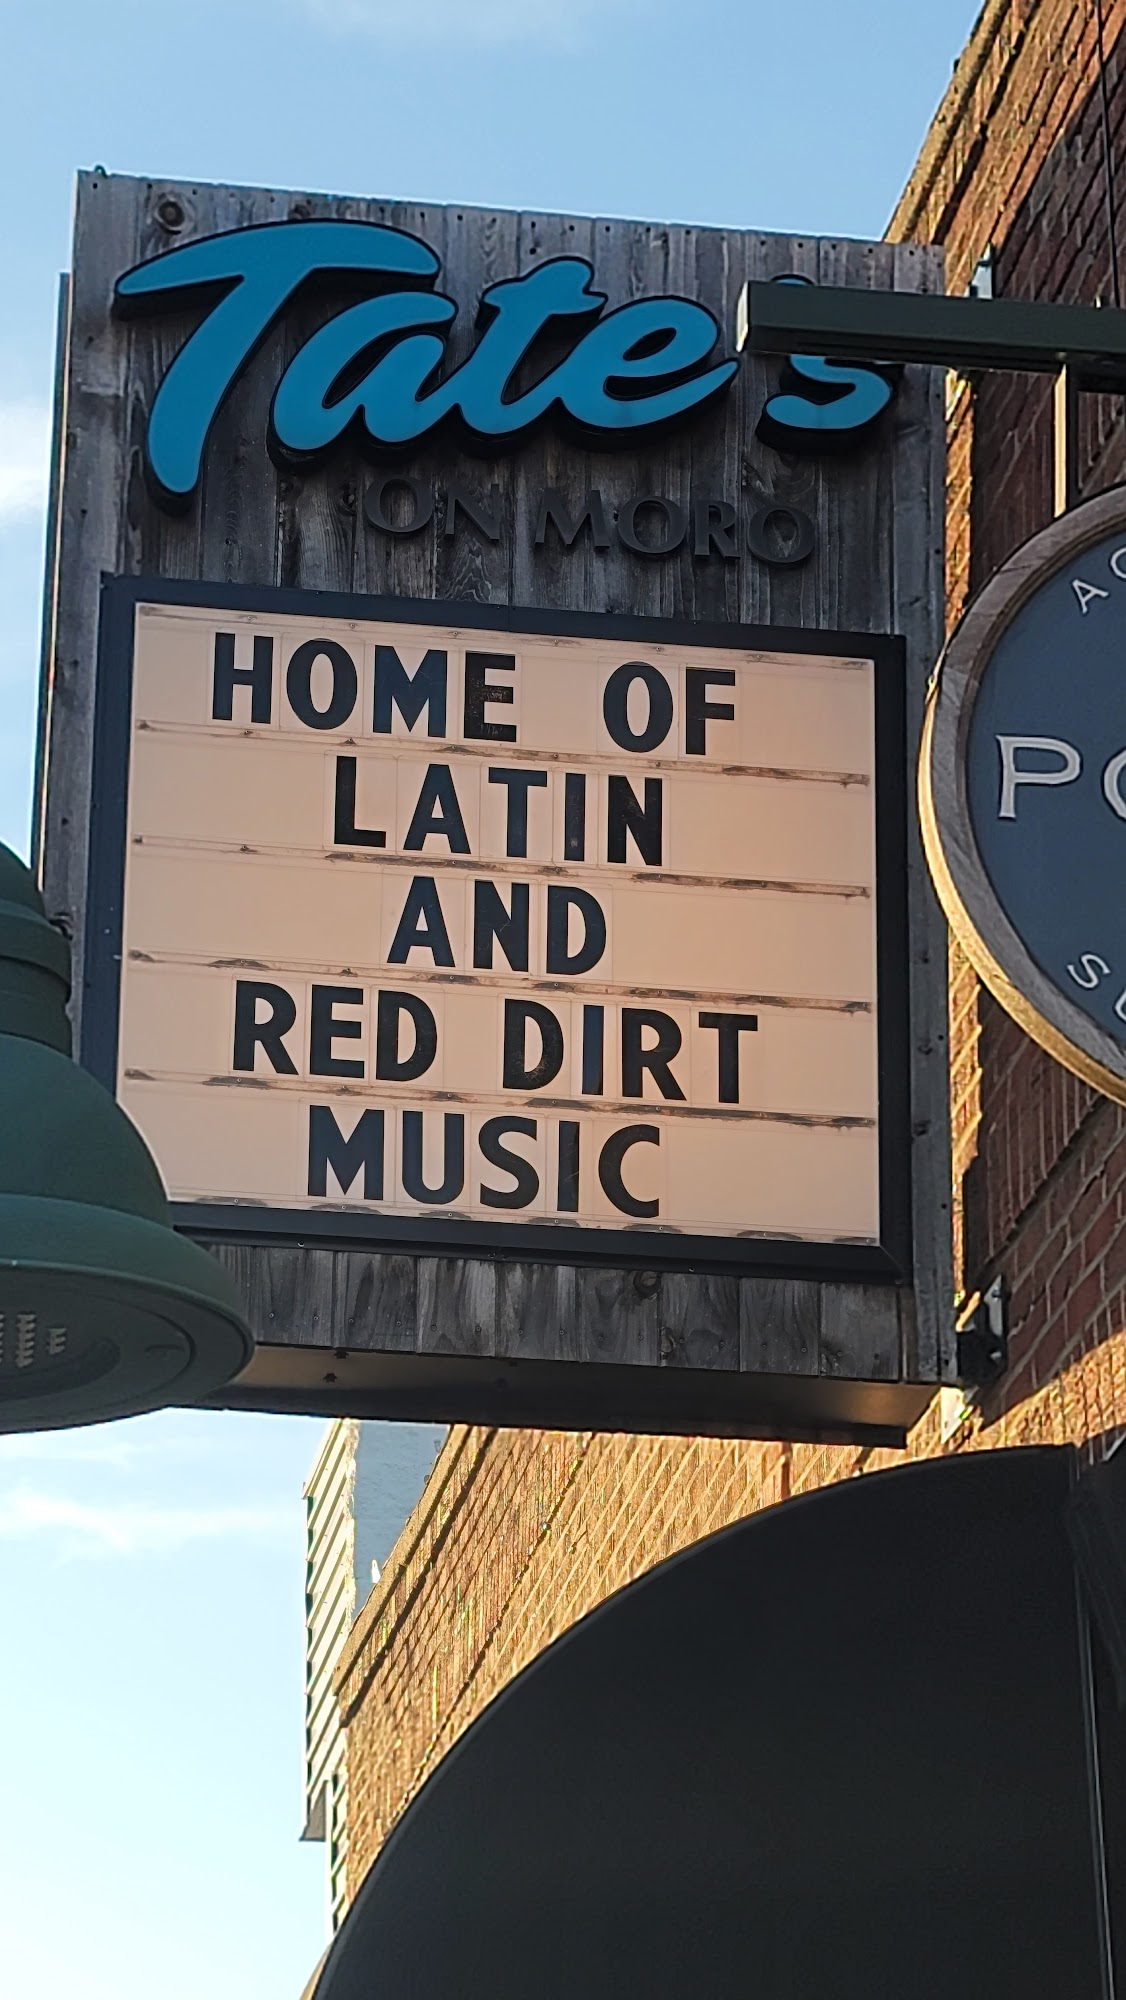 Tate's
ON MORO
HOME OF
LATIN
AND
RED DIRT
MUSIC